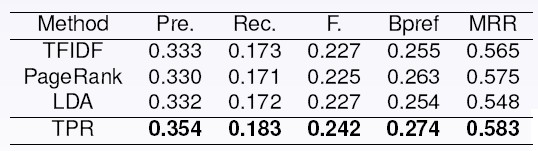 Method Pre. Rec. F. Bpref MRR
TFIDF 0.333 0.173 0.227 0.255 0.565
PageRank 0.330 0.171 0.225 0.263 0.575
LDA 0.332 0.172 0.227 0.254 0.548
TPR 0.354 0.183 0.242 0.274 0.583